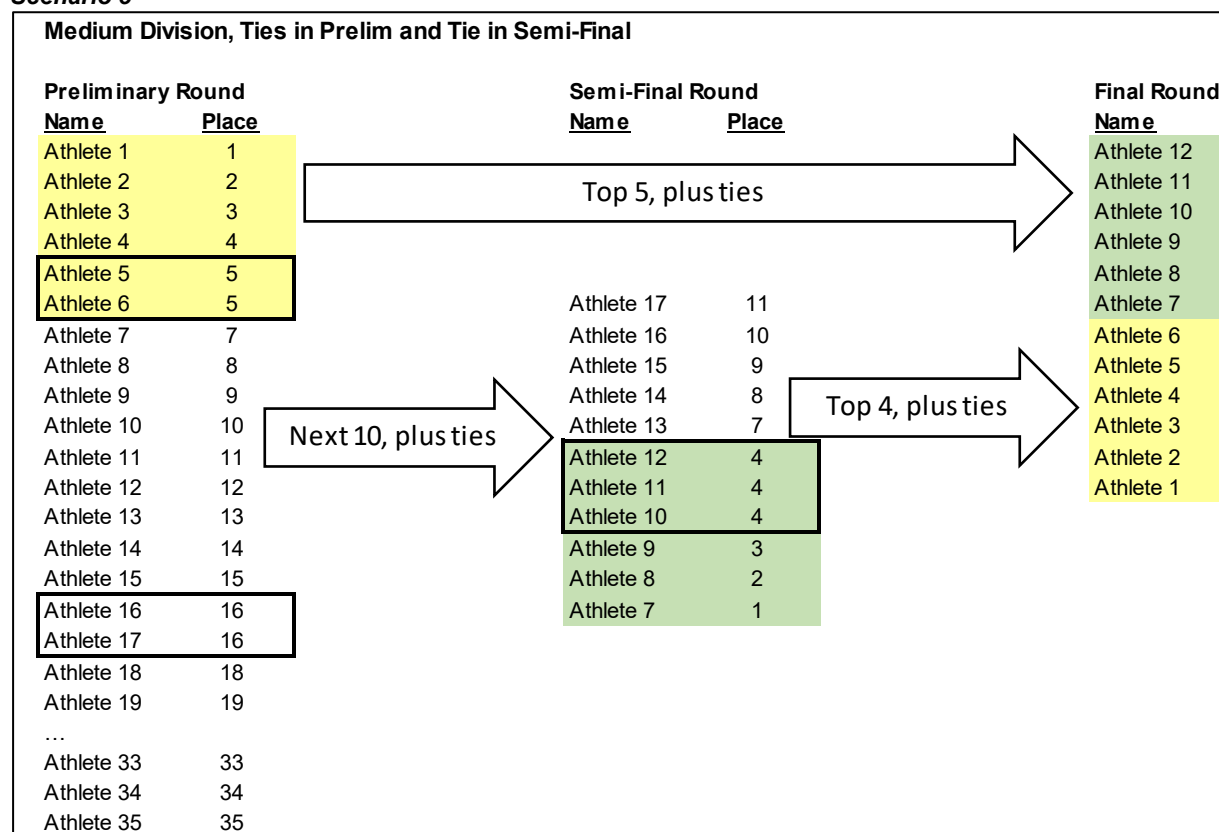 Medium Division, Ties in Prelim and Tie in Semi-Final
Preliminary Round Semi-Final Round Final Round
Name Place Name Place Name
Athlete 1 1 Athlete 12
Athlete 2 2 Top 5, plus ties Athlete 11
Athlete 3 3 Athlete 10
Athlete 4 4 Athlete 9
Athlete 5 5 Athlete 8
Athlete 6 5 Athlete 17 11 Athlete 7
Athlete 7 7 Athlete 16 10 Athlete 6
Athlete 8 8 Athlete 15 9 Athlete 5
Athlete 9 9 Athlete 14 8 Top 4, plus ties Athlete 4
Athlete 10 10 Next 10, plus ties Athlete 13 7 Athlete 3
Athlete 11 11 Athlete 12 4 Athlete 2
Athlete 12 12 Athlete 11 4 Athlete 1
Athlete 13 13 Athlete 10 4
Athlete 14 14 Athlete 9 3
Athlete 15 15 Athlete 8 2
Athlete 16 16 Athlete 7 1
Athlete 17 16
Athlete 18 18
Athlete 19 19
…
Athlete 33 33
Athlete 34 34
Athlete 35 35